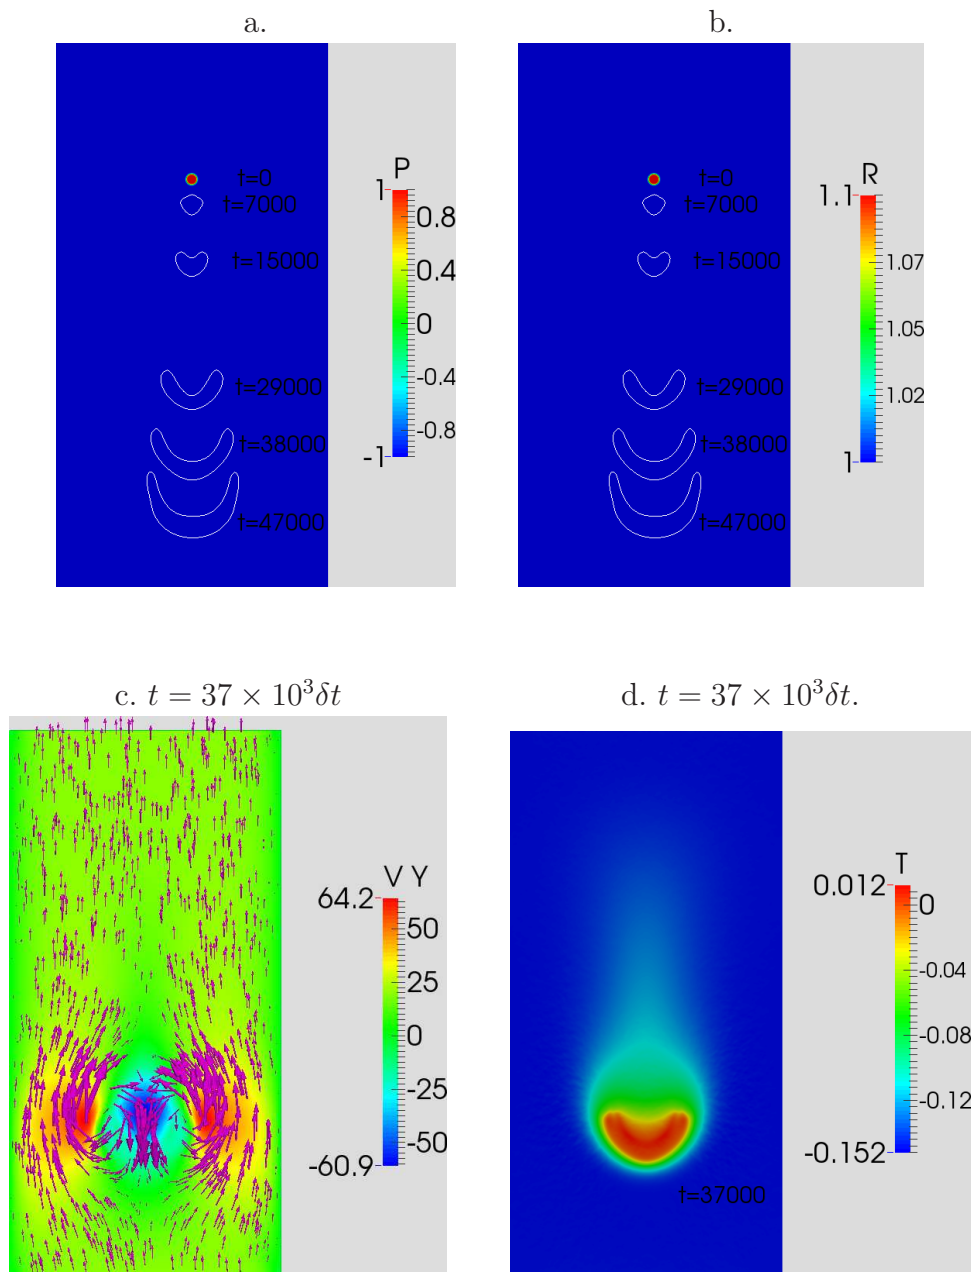 a.
b.
t=0
t=7000
t=15000
t=29000
t=38000
t=47000
P
1
0.8
0.4
0
-0.4
-0.8
-1
t=0
t=7000
t=15000
t=29000
t=38000
t=47000
R
1.1
1.07
1.05
1.02
1
c. t = 37 × 10³δt
d. t = 37 × 10³δt.
V Y
64.2
50
25
0
-25
-50
-60.9
t=37000
T
0.012
0
-0.04
-0.08
-0.12
-0.152